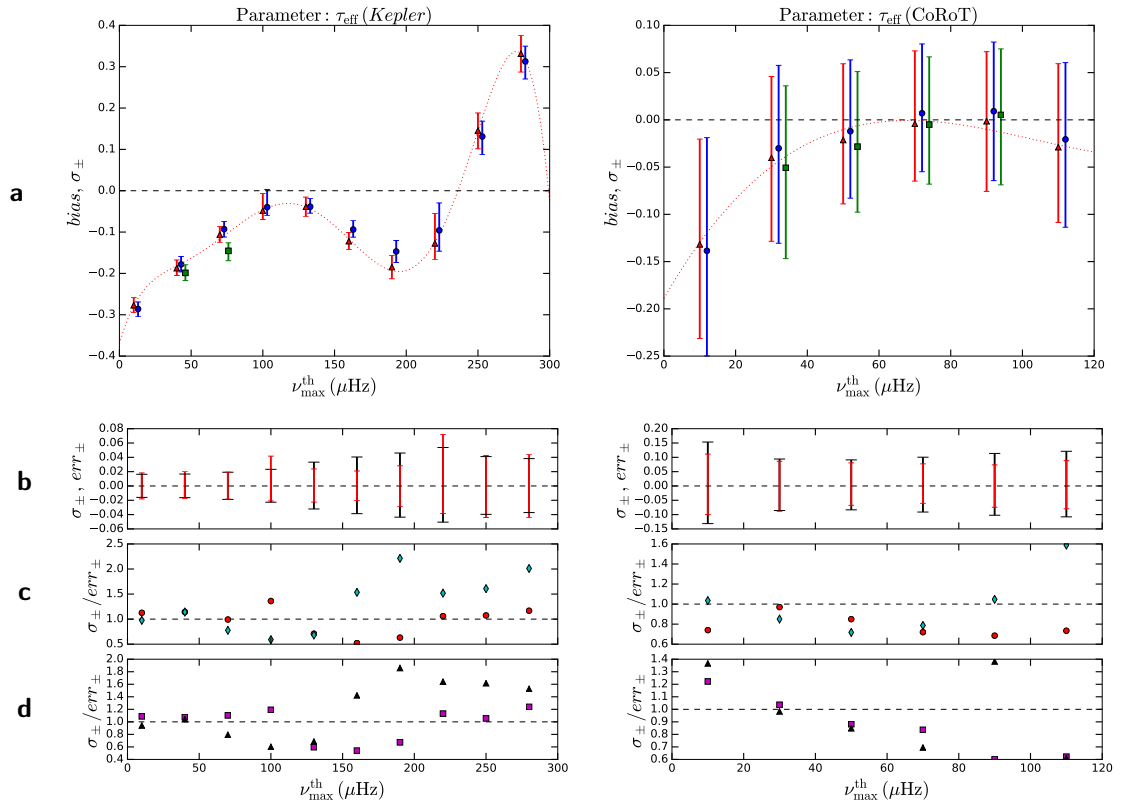 Parameter : τeff (Kepler)
Parameter : τeff (CoRoT)
a
bias, σ±
0.4
0.3
0.2
0.1
0.0
−0.1
−0.2
−0.3
−0.4
0 50 100 150 200 250 300
ν_max^th (μHz)
bias, σ±
0.10
0.05
0.00
−0.05
−0.10
−0.15
−0.20
−0.25
0 20 40 60 80 100 120
ν_max^th (μHz)
b
σ±, err±
0.08
0.06
0.04
0.02
0.00
−0.02
−0.04
−0.06
σ±, err±
0.20
0.15
0.10
0.05
0.00
−0.05
−0.10
−0.15
c
σ±/err±
2.5
2.0
1.5
1.0
0.5
σ±/err±
1.6
1.4
1.2
1.0
0.8
0.6
d
σ±/err±
2.0
1.8
1.6
1.4
1.2
1.0
0.8
0.6
0.4
0 50 100 150 200 250 300
ν_max^th (μHz)
σ±/err±
1.4
1.3
1.2
1.1
1.0
0.9
0.8
0.7
0.6
0 20 40 60 80 100 120
ν_max^th (μHz)